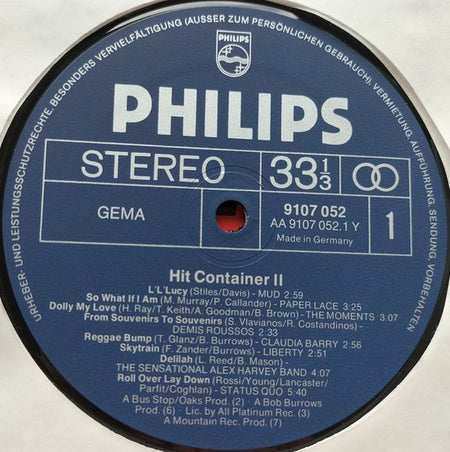 URHEBER- UND LEISTUNGSSCHUTZRECHTE, BESONDERS VERVIELFÄLTIGUNG (AUSSER ZUM PERSÖNLICHEN GEBRAUCH), VERMIETUNG, AUFFÜHRUNG, SENDUNG, VORBEHALTEN
PHILIPS
PHILIPS
STEREO 33 1/3
GEMA 9107 052 1
AA 9107 052.1 Y
Made in Germany
Hit Container II
L'L'Lucy (Stiles/Davis) - MUD 2:59
So What If I Am (M. Murray/P. Callander) - PAPER LACE 3:25
Dolly My Love (H. Ray/T. Keith/A. Goodman/B. Brown) - THE MOMENTS 3:07
From Souvenirs To Souvenirs (S. Vlavianos/R. Costandinos) -
DEMIS ROUSSOS 2:33
Reggae Bump (T. Glanz/B. Burrows) - CLAUDIA BARRY 2:56
Skytrain (F. Zander/Burrows) - LIBERTY 2:51
Delilah (L. Reed/B. Mason) -
THE SENSATIONAL ALEX HARVEY BAND 4:41
Roll Over Lay Down (Rossi/Young/Lancaster/
Parfit/Coghlan) - STATUS QUO 5:40
A Bus Stop/Oaks Prod. (2) · A Bob Burrows
Prod. (6) · Lic. by All Platinum Rec. (3)
A Mountain Rec. Prod. (7)